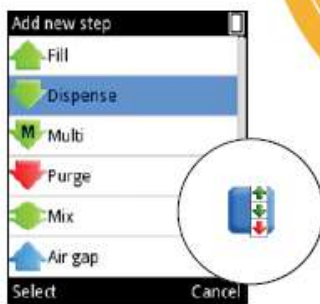 Add new step
Fill
Dispense
M Multi
Purge
Mix
Air gap
Select Cancel